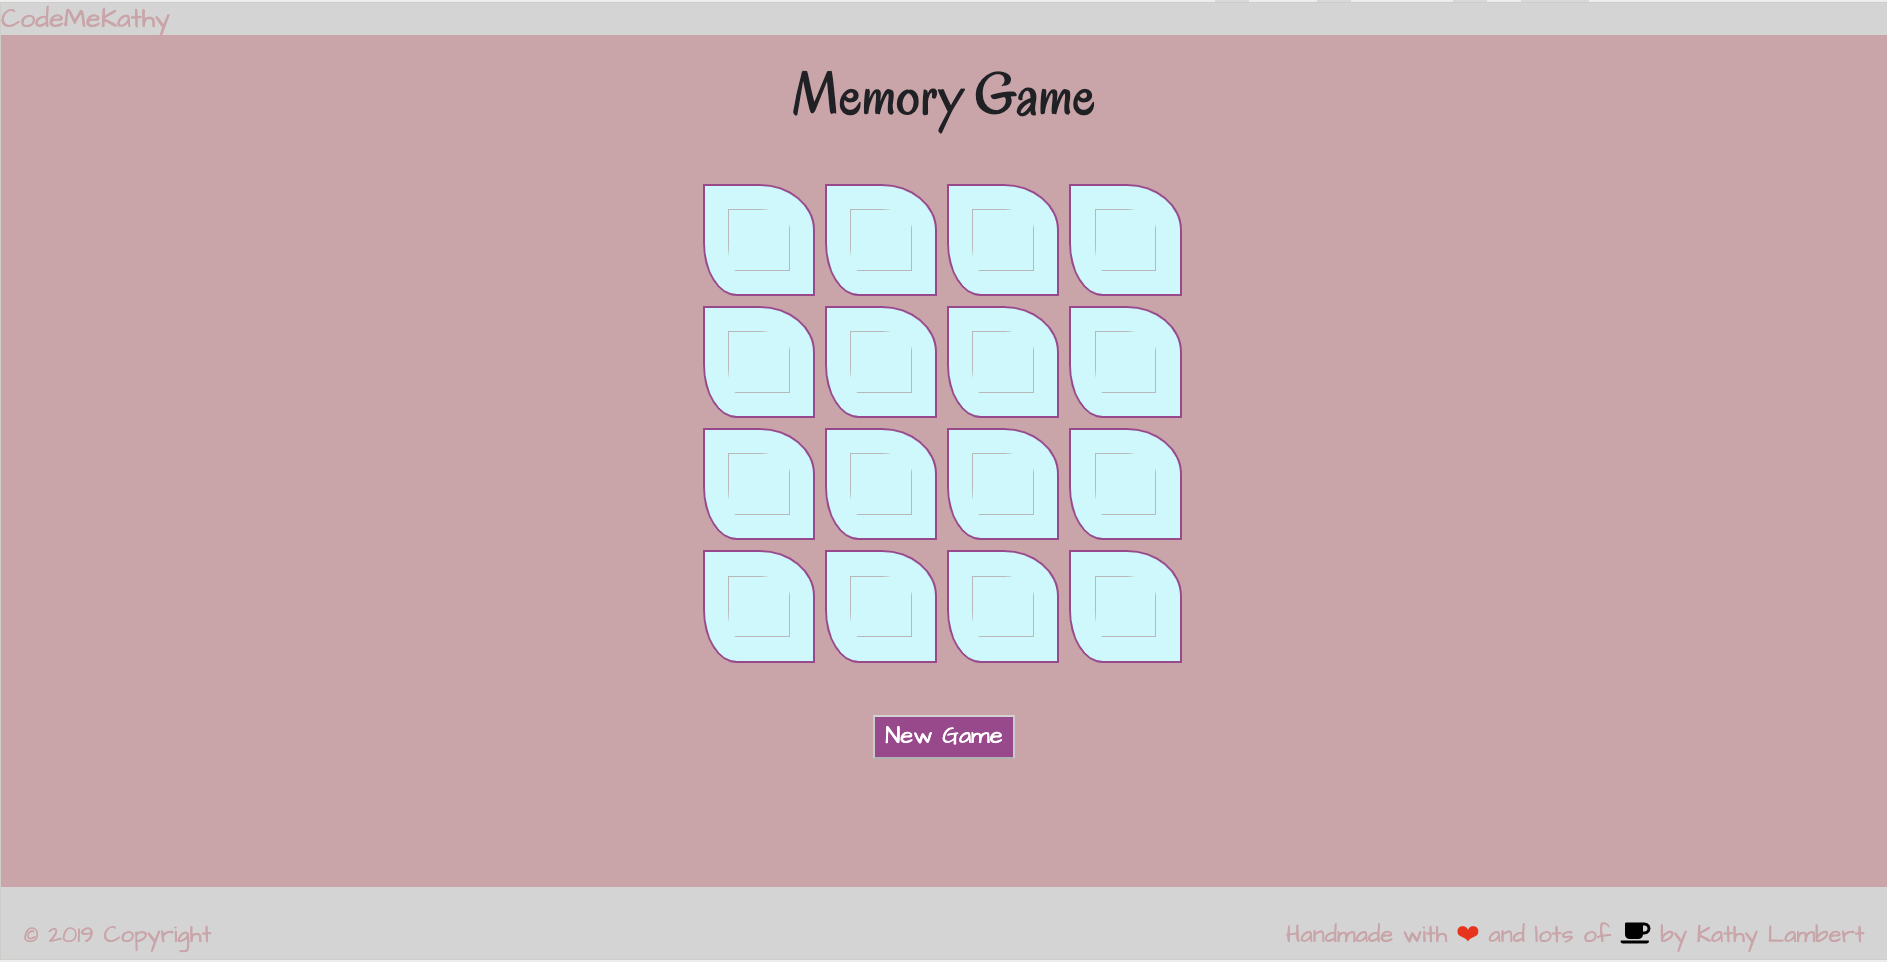 CodeMeKathy
Memory Game
New Game
© 2019 Copyright
Handmade with ❤ and lots of ☕ by Kathy Lambert